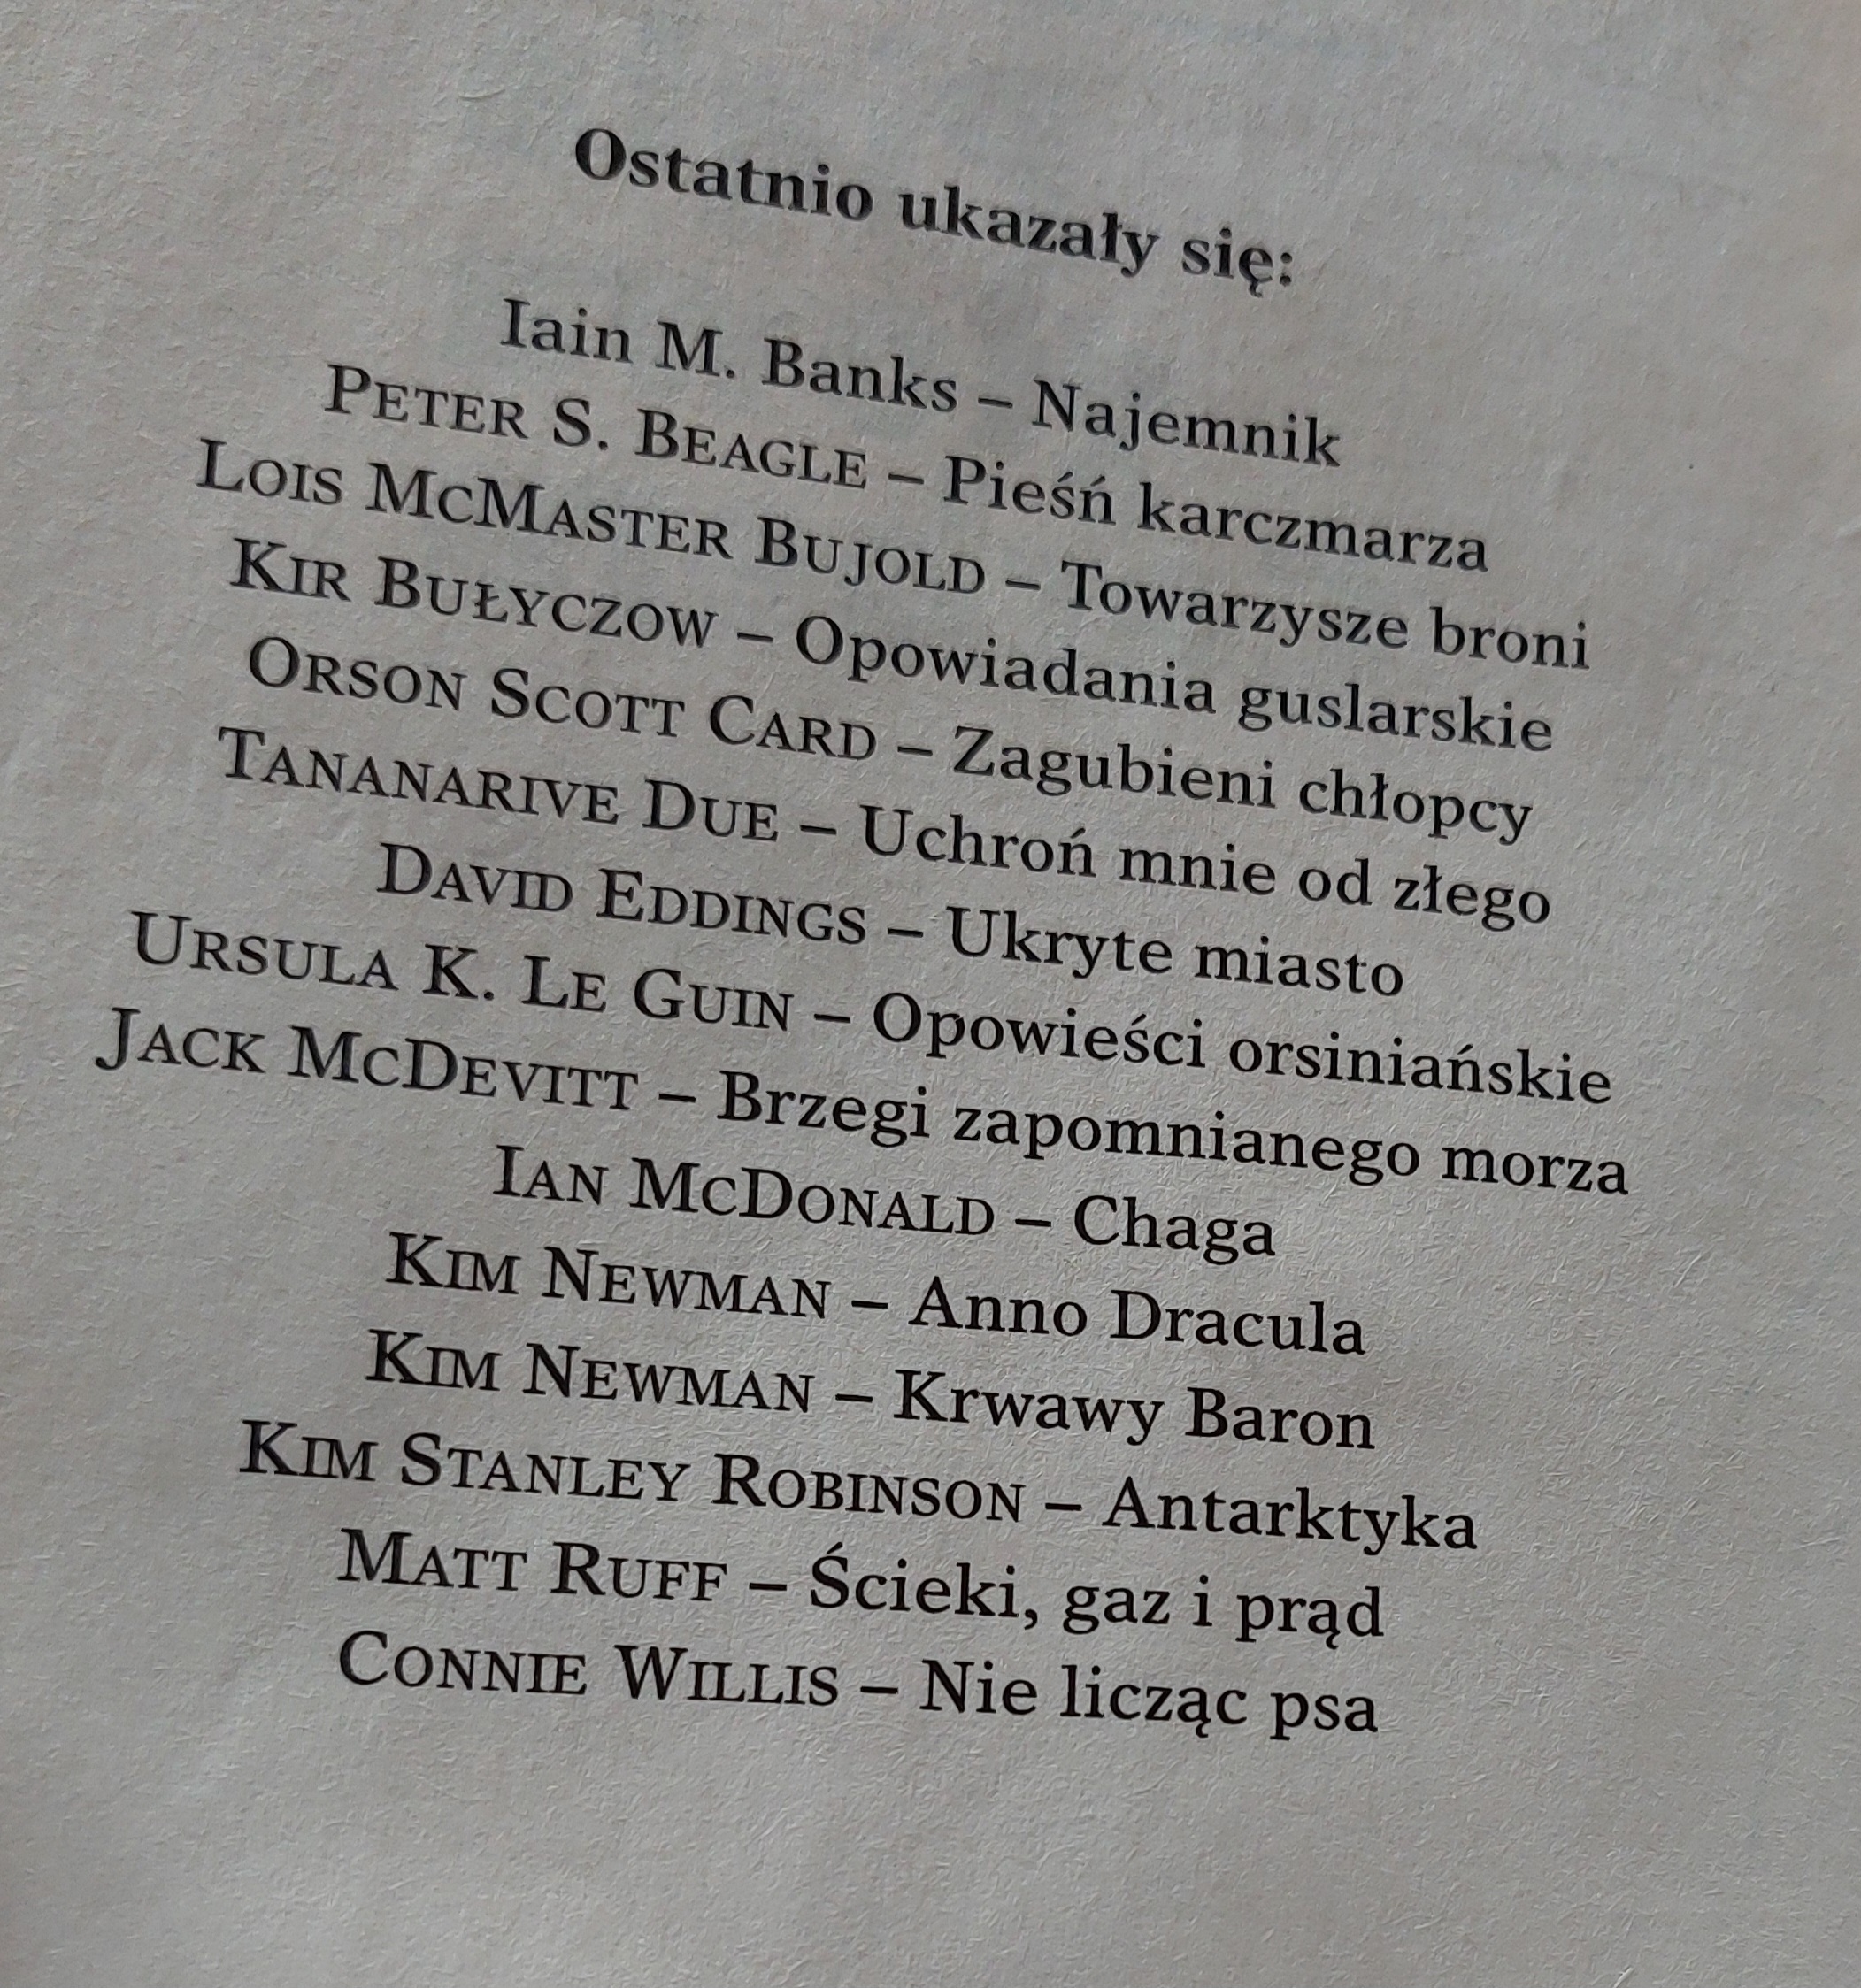 Ostatnio ukazały się:
Iain M. Banks – Najemnik
PETER S. BEAGLE – Pieśń karczmarza
LOIS MCMASTER BUJOLD – Towarzysze broni
KIR BUŁYCZOW – Opowiadania guslarskie
ORSON SCOTT CARD – Zagubieni chłopcy
TANANARIVE DUE – Uchroń mnie od złego
DAVID EDDINGS – Ukryte miasto
URSULA K. LE GUIN – Opowieści orsiniańskie
JACK MCDEVITT – Brzegi zapomnianego morza
IAN MCDONALD – Chaga
KIM NEWMAN – Anno Dracula
KIM NEWMAN – Krwawy Baron
KIM STANLEY ROBINSON – Antarktyka
MATT RUFF – Ścieki, gaz i prąd
CONNIE WILLIS – Nie licząc psa